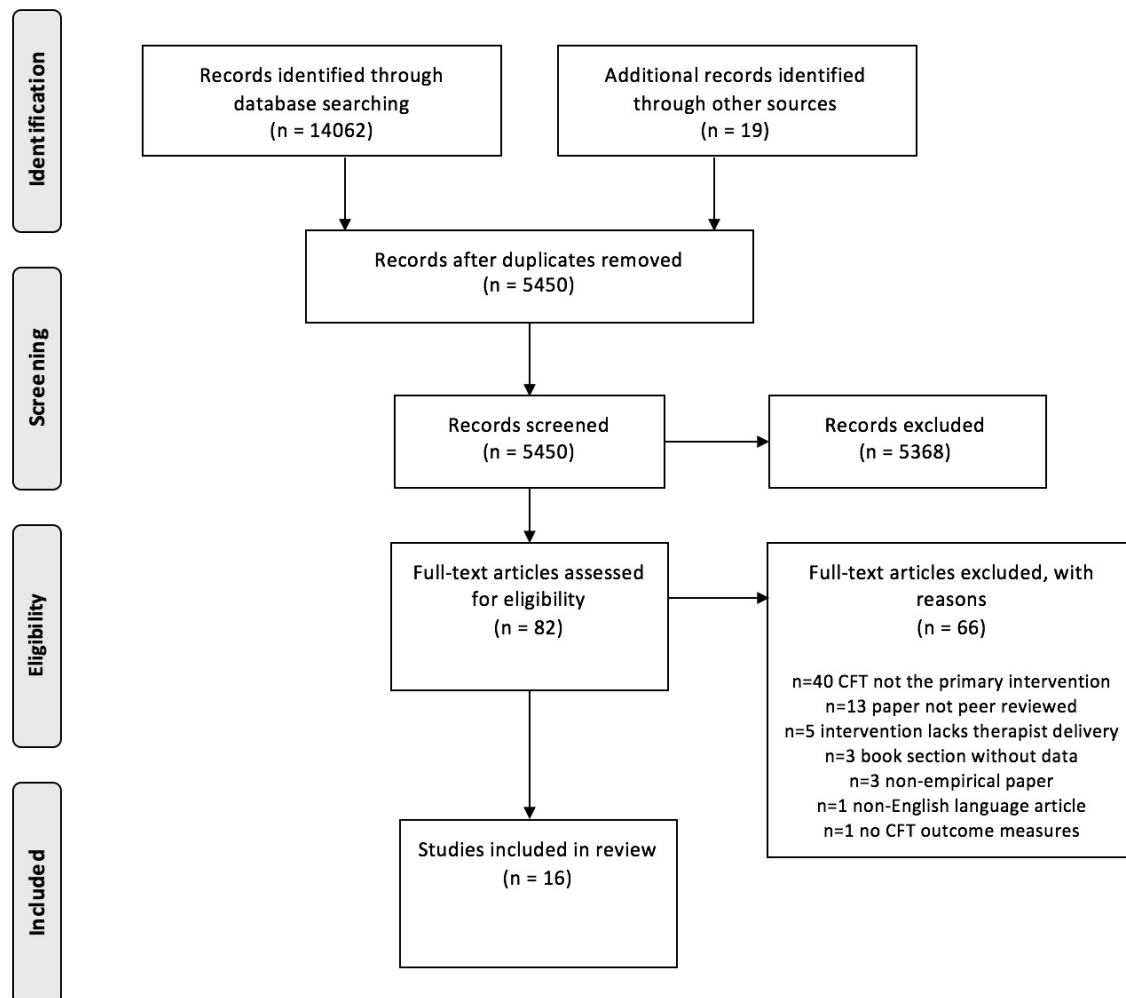 Identification
Records identified through
database searching
(n = 14062)
Additional records identified
through other sources
(n = 19)
Records after duplicates removed
(n = 5450)
Screening
Records screened
(n = 5450)
Records excluded
(n = 5368)
Eligibility
Full-text articles assessed
for eligibility
(n = 82)
Full-text articles excluded, with
reasons
(n = 66)
n=40 CFT not the primary intervention
n=13 paper not peer reviewed
n=5 intervention lacks therapist delivery
n=3 book section without data
n=3 non-empirical paper
n=1 non-English language article
n=1 no CFT outcome measures
Included
Studies included in review
(n = 16)